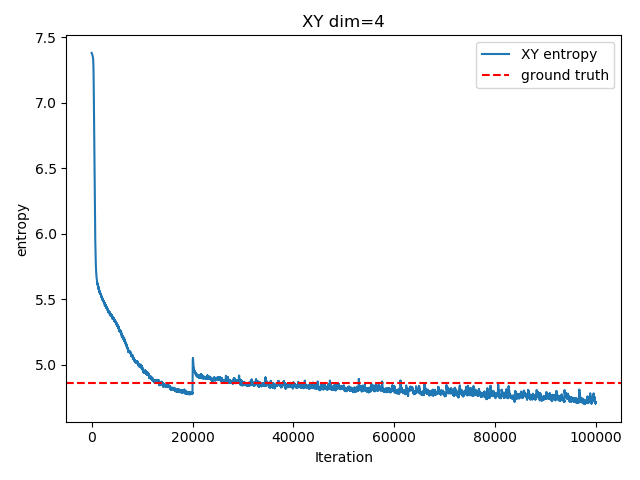 XY dim=4
XY entropy
ground truth
entropy
7.5
7.0
6.5
6.0
5.5
5.0
0 20000 40000 60000 80000 100000
Iteration